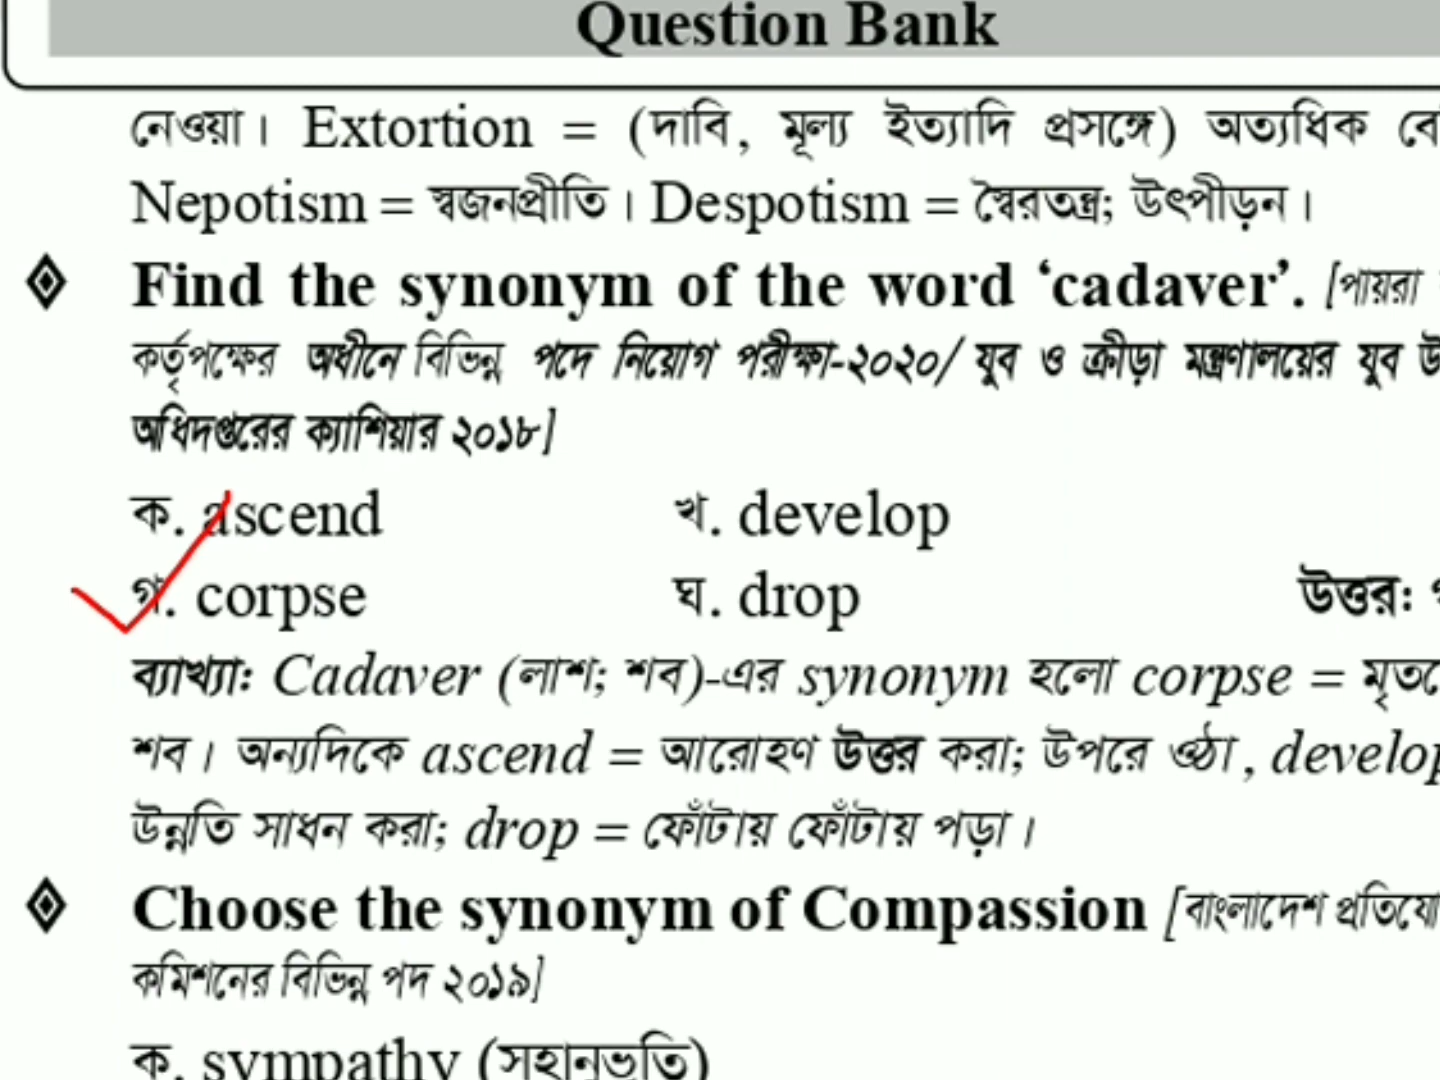 Question Bank
নেওয়া। Extortion = (দাবি, মূল্য ইত্যাদি প্রসঙ্গে) অত্যধিক
Nepotism = স্বজনপ্রীতি। Despotism = স্বৈরতন্ত্র; উৎপীড়ন।
Find the synonym of the word ‘cadaver’. [পায়রা
কর্তৃপক্ষের অধীনে বিভিন্ন পদে নিয়োগ পরীক্ষা-২০২০/ যুব ও ক্রীড়া মন্ত্রণালয়ের যুব
অধিদপ্তরের ক্যাশিয়ার ২০১৮]
ক. ascend খ. develop
গ. corpse ঘ. drop উত্তর:
ব্যাখ্যা: Cadaver (লাশ; শব)-এর synonym হলো corpse =
শব। অন্যদিকে ascend = আরোহণ উত্তর করা; উপরে ওঠা, develop
উন্নতি সাধন করা; drop = ফোঁটায় ফোঁটায় পড়া।
Choose the synonym of Compassion [বাংলাদেশ
কমিশনের বিভিন্ন পদ ২০১৯]
ক. sympathy (সহানুভূতি)